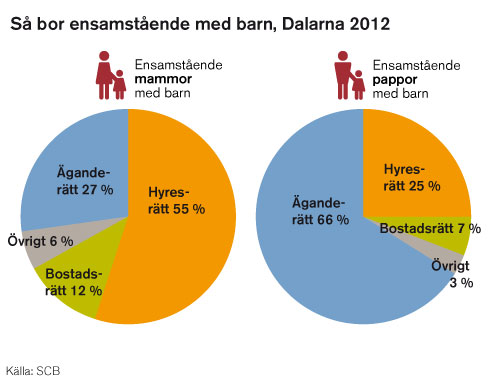 Så bor ensamstående med barn, Dalarna 2012
Ensamstående
mammor
med barn
Ägande-
rätt 27 %
Hyres-
rätt 55 %
Övrigt 6 %
Bostads-
rätt 12 %
Ensamstående
pappor
med barn
Ägande-
rätt 66 %
Hyres-
rätt 25 %
Bostadsrätt 7 %
Övrigt
3 %
Källa: SCB